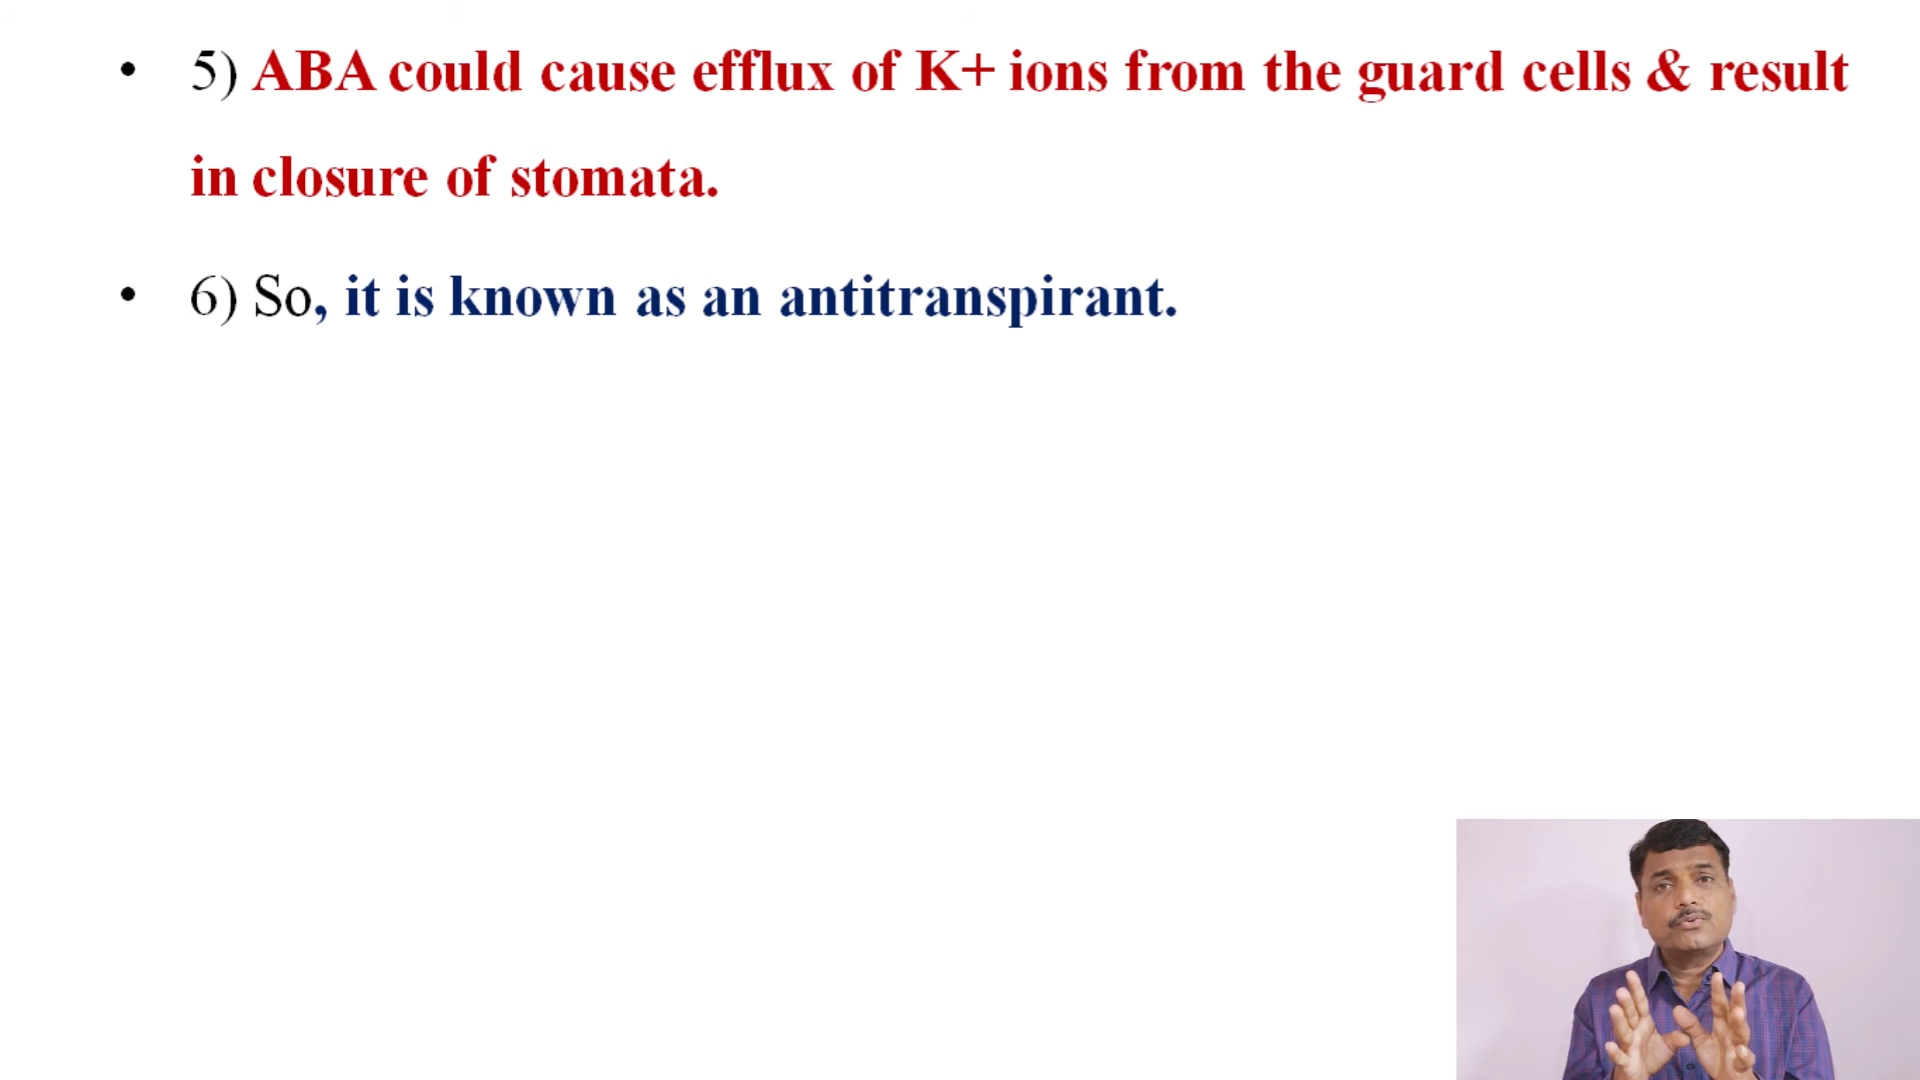 • 5) ABA could cause efflux of K+ ions from the guard cells & result
in closure of stomata.
• 6) So, it is known as an antitranspirant.